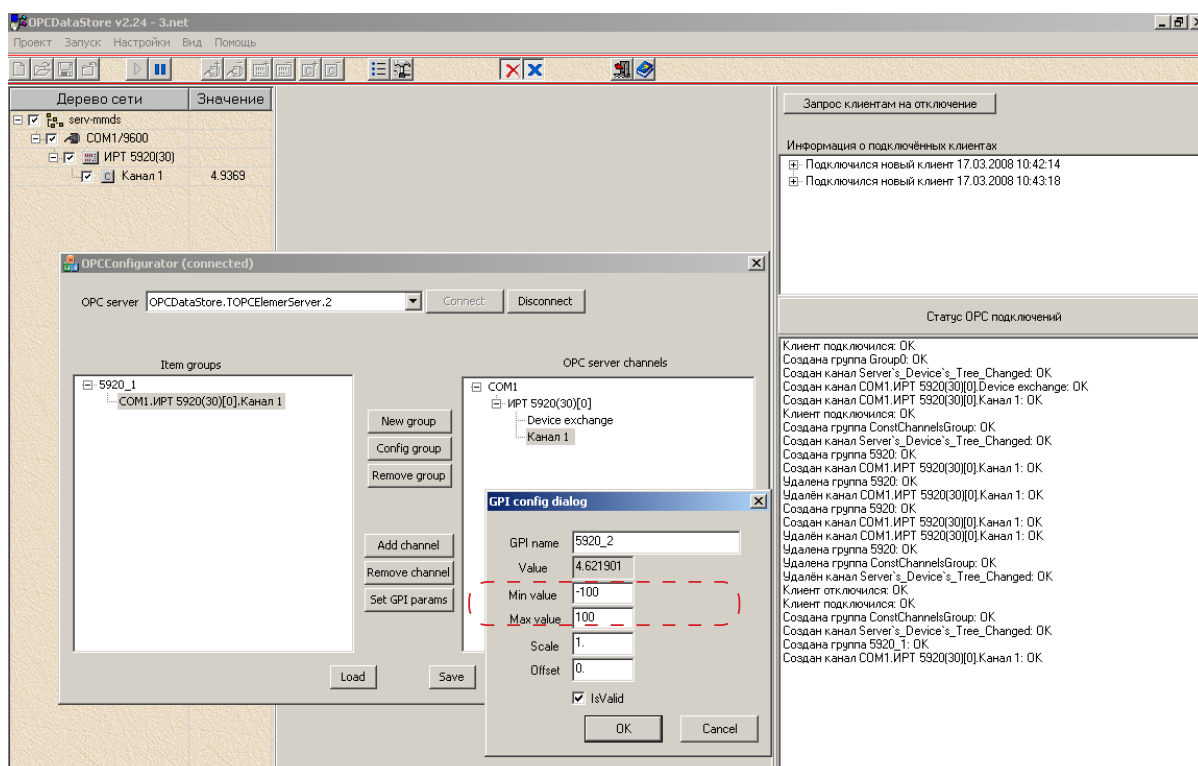 OPCDataStore v2.24 - 3.net
Проект Запуск Настройки Вид Помощь
Дерево сети Значение
serv-mmds
COM1/9600
ИРТ 5920(30)
Канал 1 4.9369
Запрос клиентам на отключение
Информация о подключённых клиентах
Подключился новый клиент 17.03.2008 10:42:14
Подключился новый клиент 17.03.2008 10:43:18
OPCConfigurator (connected)
OPC server OPCDataStore.TOPCElemerServer.2 Connect Disconnect
Item groups
5920_1
COM1.ИРТ 5920(30)[0].Канал 1
New group
Config group
Remove group
Add channel
Remove channel
Set GPI params
Load Save
OPC server channels
COM1
ИРТ 5920(30)[0]
Device exchange
Канал 1
GPI config dialog
GPI name 5920_2
Value 4.621901
Min value -100
Max value 100
Scale 1.
Offset 0.
IsValid
OK Cancel
Статус OPC подключений
Клиент подключился: OK
Создана группа Group0: OK
Создан канал Server`s_Device`s_Tree_Changed: OK
Создан канал COM1.ИРТ 5920(30)[0].Device exchange: OK
Создан канал COM1.ИРТ 5920(30)[0].Канал 1: OK
Клиент подключился: OK
Создана группа ConstChannelsGroup: OK
Создан канал Server`s_Device`s_Tree_Changed: OK
Создана группа 5920: OK
Создан канал COM1.ИРТ 5920(30)[0].Канал 1: OK
Удалена группа 5920: OK
Удалён канал COM1.ИРТ 5920(30)[0].Канал 1: OK
Создана группа 5920: OK
Создан канал COM1.ИРТ 5920(30)[0].Канал 1: OK
Удалён канал COM1.ИРТ 5920(30)[0].Канал 1: OK
Удалена группа 5920: OK
Удалена группа ConstChannelsGroup: OK
Удалён канал Server`s_Device`s_Tree_Changed: OK
Клиент отключился: OK
Клиент подключился: OK
Создана группа ConstChannelsGroup: OK
Создан канал Server`s_Device`s_Tree_Changed: OK
Создана группа 5920_1: OK
Создан канал COM1.ИРТ 5920(30)[0].Канал 1: OK